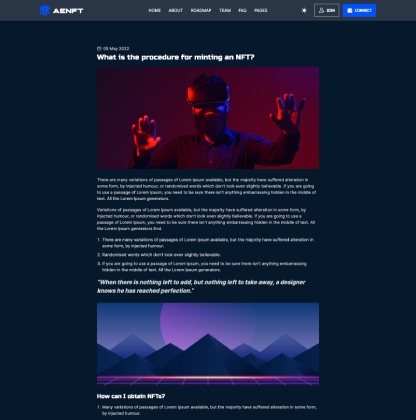 AENFT
HOME ABOUT ROADMAP TEAM FAQ PAGES
JOIN
CONNECT
05 May 2022
What is the procedure for minting an NFT?
There are many variations of passages of Lorem Ipsum available, but the majority have suffered alteration in
some form, by injected humour, or randomised words which don't look even slightly believable. If you are going
to use a passage of Lorem Ipsum, you need to be sure there isn't anything embarrassing hidden in the middle of
text. All the Lorem Ipsum generators.
Variations of passages of Lorem Ipsum available, but the majority have suffered alteration in some form, by
injected humour, or randomised words which don't look even slightly believable. If you are going to use a
passage of Lorem Ipsum, you need to be sure there isn't anything embarrassing hidden in the middle of text. All
the Lorem Ipsum generators first.
1. There are many variations of passages of Lorem Ipsum available, but the majority have suffered alteration in
some form, by injected humour.
2. Randomised words which don't look even slightly believable.
3. If you are going to use a passage of Lorem Ipsum, you need to be sure there isn't anything embarrassing
hidden in the middle of text. All the Lorem Ipsum generators.
"When there is nothing left to add, but nothing left to take away, a designer
knows he has reached perfection."
How can I obtain NFTs?
1. Many variations of passages of Lorem Ipsum available, but the majority have suffered alteration in some form,
by injected humour.